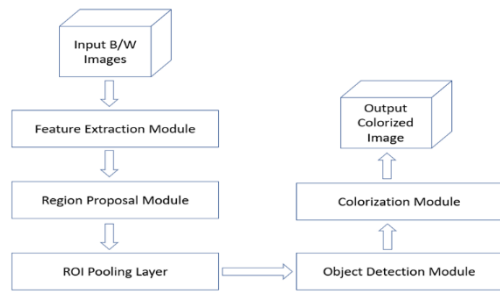 Input B/W
Images
Feature Extraction Module
Region Proposal Module
ROI Pooling Layer
Object Detection Module
Colorization Module
Output
Colorized
Image